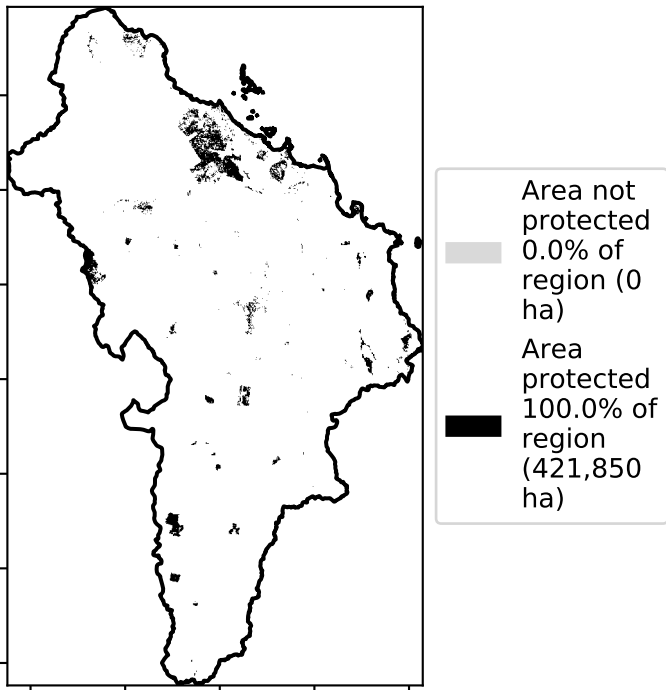 Area not
protected
0.0% of
region (0
ha)
Area
protected
100.0% of
region
(421,850
ha)